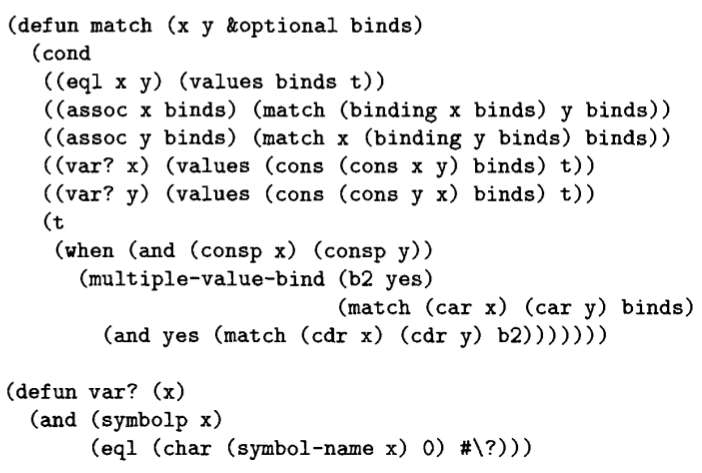 (defun match (x y &optional binds)
  (cond
   ((eql x y) (values binds t))
   ((assoc x binds) (match (binding x binds) y binds))
   ((assoc y binds) (match x (binding y binds) binds))
   ((var? x) (values (cons (cons x y) binds) t))
   ((var? y) (values (cons (cons y x) binds) t))
   (t
    (when (and (consp x) (consp y))
      (multiple-value-bind (b2 yes)
                           (match (car x) (car y) binds)
        (and yes (match (cdr x) (cdr y) b2)))))))
(defun var? (x)
  (and (symbolp x)
       (eql (char (symbol-name x) 0) #\?)))